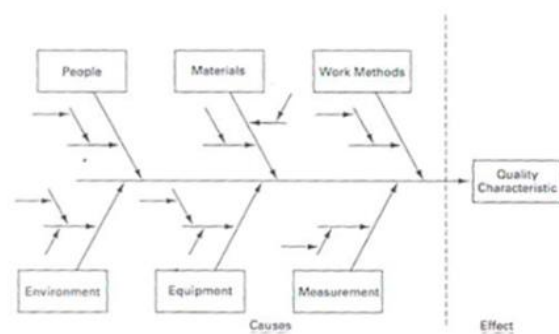 People
Materials
Work Methods
Quality
Characteristic
Environment
Equipment
Measurement
Causes
Effect